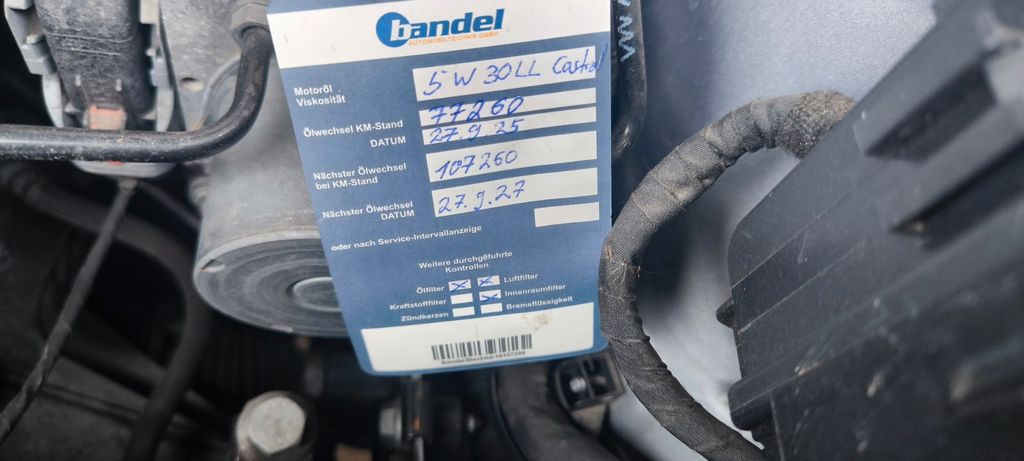 bandel
AUTOMOBILTECHNIK GMBH
Motoröl
Viskosität
5W30LL Castrol
Ölwechsel KM-Stand
77260
DATUM
27.9.25
Nächster Ölwechsel
bei KM-Stand
107260
Nächster Ölwechsel
DATUM
27.9.27
oder nach Service-Intervallanzeige
Weitere durchgeführte
Kontrollen
Ölfilter
Luftfilter
Kraftstofffilter
Innenraumfilter
Zündkerzen
Bremsflüssigkeit